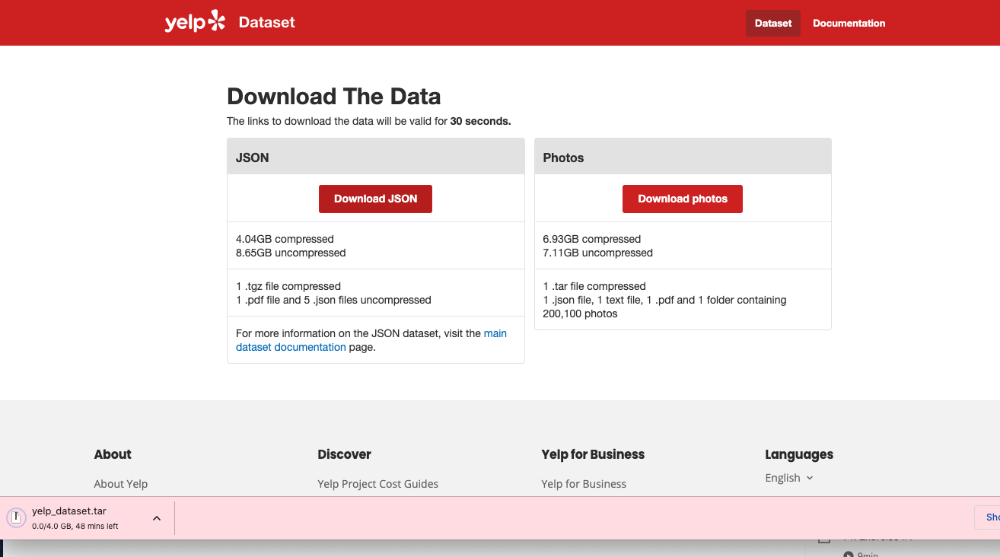 yelp Dataset
Dataset
Documentation
Download The Data
The links to download the data will be valid for 30 seconds.
JSON
Download JSON
4.04GB compressed
8.65GB uncompressed
1 .tgz file compressed
1 .pdf file and 5 .json files uncompressed
For more information on the JSON dataset, visit the main
dataset documentation page.
Photos
Download photos
6.93GB compressed
7.11GB uncompressed
1 .tar file compressed
1 .json file, 1 text file, 1 .pdf and 1 folder containing
200,100 photos
About
About Yelp
Discover
Yelp Project Cost Guides
Yelp for Business
Yelp for Business
Languages
English
yelp_dataset.tar
0.0/4.0 GB, 48 mins left
9min